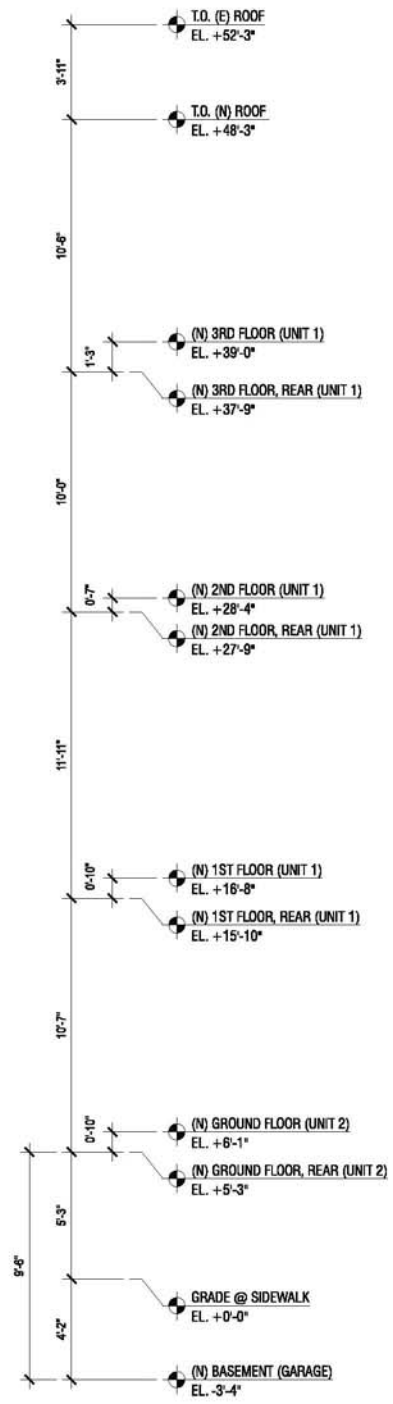 T.O. (E) ROOF
EL. +52'-3"
3'-11"
T.O. (N) ROOF
EL. +48'-3"
10'-6"
(N) 3RD FLOOR (UNIT 1)
EL. +39'-0"
1'-3"
(N) 3RD FLOOR, REAR (UNIT 1)
EL. +37'-9"
10'-0"
(N) 2ND FLOOR (UNIT 1)
EL. +28'-4"
0'-7"
(N) 2ND FLOOR, REAR (UNIT 1)
EL. +27'-9"
11'-11"
(N) 1ST FLOOR (UNIT 1)
EL. +16'-8"
0'-10"
(N) 1ST FLOOR, REAR (UNIT 1)
EL. +15'-10"
10'-7"
(N) GROUND FLOOR (UNIT 2)
EL. +6'-1"
0'-10"
(N) GROUND FLOOR, REAR (UNIT 2)
EL. +5'-3"
5'-3"
9'-6"
GRADE @ SIDEWALK
EL. +0'-0"
4'-2"
(N) BASEMENT (GARAGE)
EL. -3'-4"